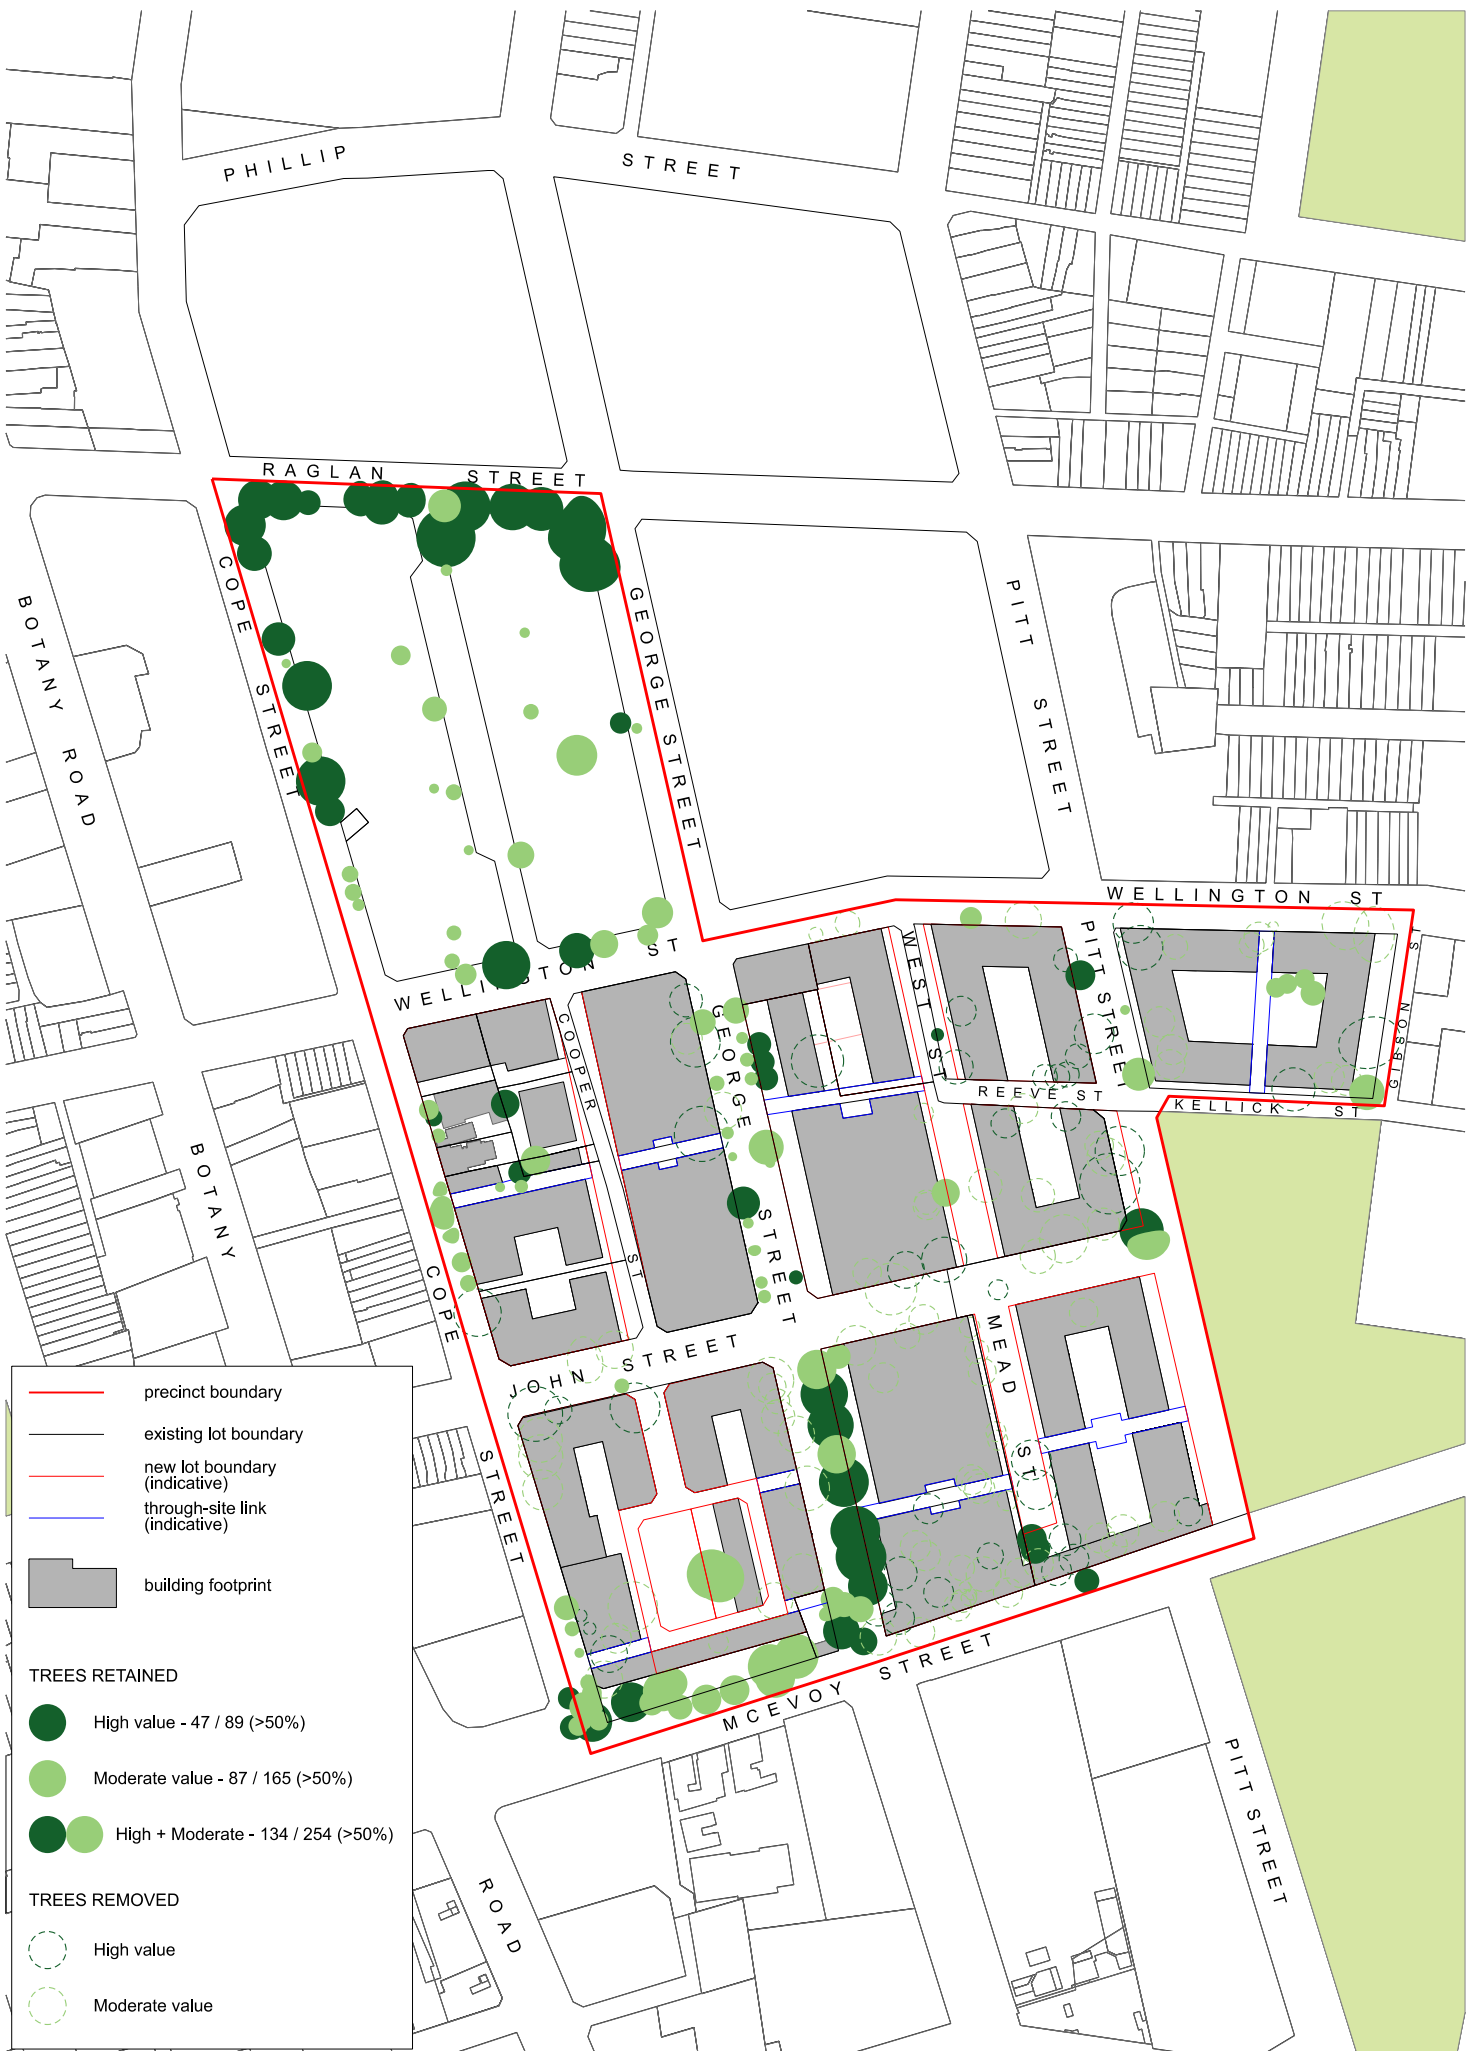 PHILLIP STREET
RAGLAN STREET
COPE STREET
GEORGE STREET
PITT STREET
BOTANY ROAD
WELLINGTON ST
WELLINGTON ST
WEST ST
PITT STREET
GIBSON ST
COOPER ST
GEORGE STREET
REEVE ST
KELLICK ST
BOTANY ROAD
COPE STREET
JOHN STREET
MEAD ST
MCEVOY STREET
PITT STREET
precinct boundary
existing lot boundary
new lot boundary
(indicative)
through-site link
(indicative)
building footprint
TREES RETAINED
High value - 47 / 89 (>50%)
Moderate value - 87 / 165 (>50%)
High + Moderate - 134 / 254 (>50%)
TREES REMOVED
High value
Moderate value